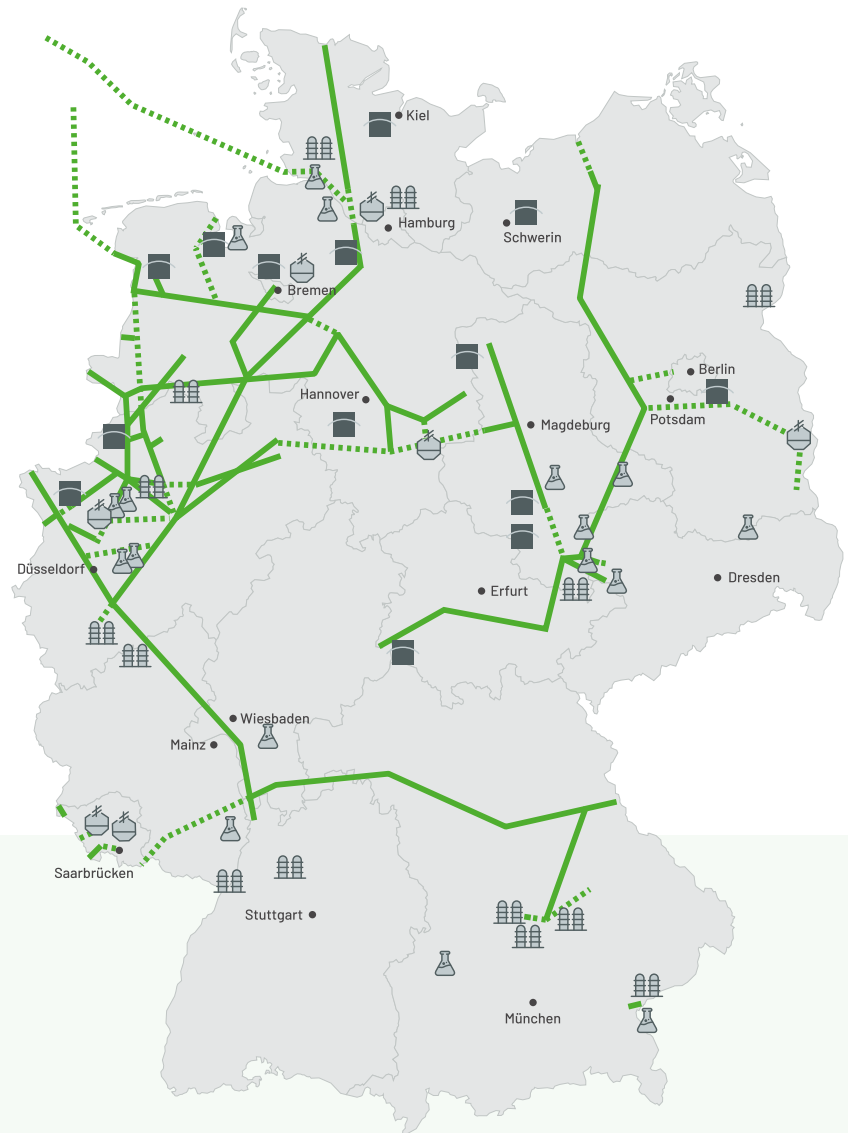 Kiel
Hamburg
Schwerin
Bremen
Berlin
Hannover
Potsdam
Magdeburg
Düsseldorf
Dresden
Erfurt
Wiesbaden
Mainz
Saarbrücken
Stuttgart
München